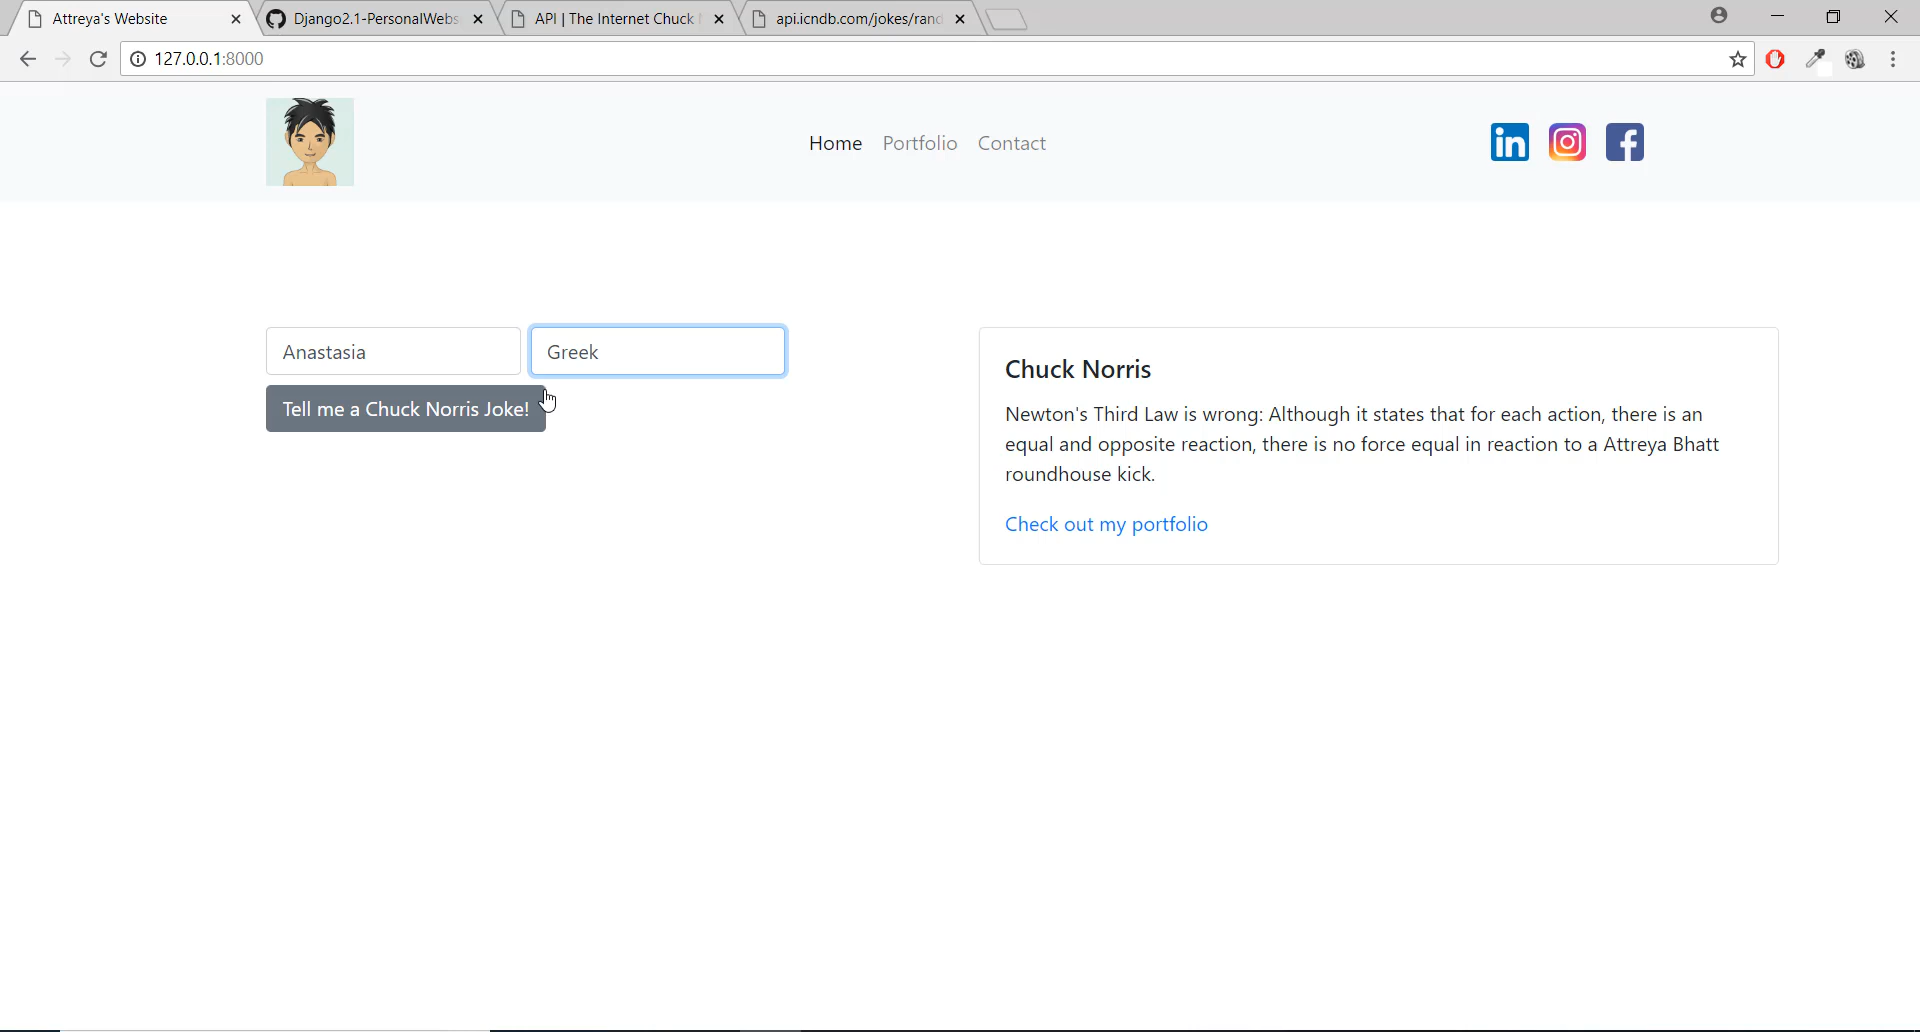 Attreya's Website
Django2.1-PersonalWebs
API | The Internet Chuck
api.icndb.com/jokes/rand
127.0.0.1:8000
Home Portfolio Contact
in
Anastasia
Greek
Tell me a Chuck Norris Joke!
Chuck Norris
Newton's Third Law is wrong: Although it states that for each action, there is an
equal and opposite reaction, there is no force equal in reaction to a Attreya Bhatt
roundhouse kick.
Check out my portfolio